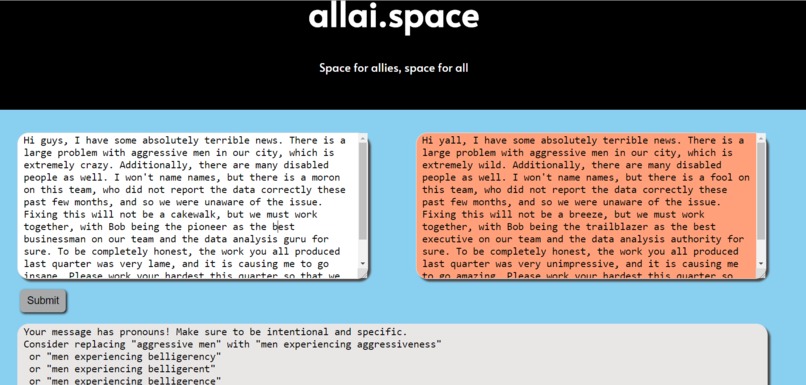 allai.space
Space for allies, space for all
Hi guys, I have some absolutely terrible news. There is a
large problem with aggressive men in our city, which is
extremely crazy. Additionally, there are many disabled
people as well. I won't name names, but there is a moron
on this team, who did not report the data correctly these
past few months, and so we were unaware of the issue.
Fixing this will not be a cakewalk, but we must work
together, with Bob being the pioneer as the best
businessman on our team and the data analysis guru for
sure. To be completely honest, the work you all produced
last quarter was very lame, and it is causing me to go
insane. Please work your hardest this quarter so that we
Hi yall, I have some absolutely terrible news. There is a
large problem with aggressive men in our city, which is
extremely wild. Additionally, there are many disabled
people as well. I won't name names, but there is a fool on
this team, who did not report the data correctly these
past few months, and so we were unaware of the issue.
Fixing this will not be a breeze, but we must work
together, with Bob being the trailblazer as the best
executive on our team and the data analysis authority for
sure. To be completely honest, the work you all produced
last quarter was very unimpressive, and it is causing me
to go amazing. Please work your hardest this quarter so
Submit
Your message has pronouns! Make sure to be intentional and specific.
Consider replacing "aggressive men" with "men experiencing aggressiveness"
or "men experiencing belligerency"
or "men experiencing belligerent"
or "men experiencing belligerence"